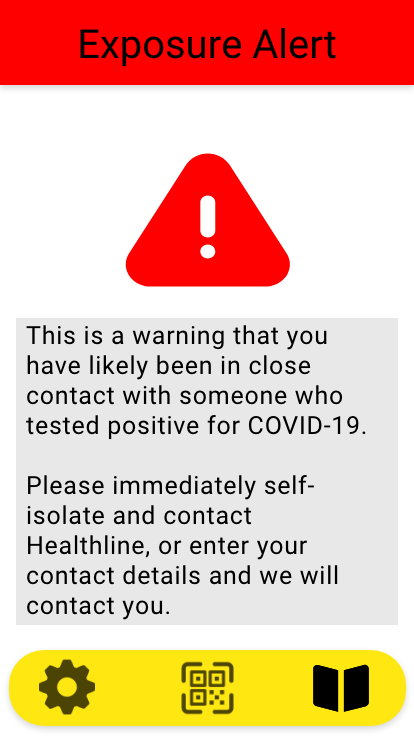 Exposure Alert
This is a warning that you
have likely been in close
contact with someone who
tested positive for COVID-19.
Please immediately self-
isolate and contact
Healthline, or enter your
contact details and we will
contact you.